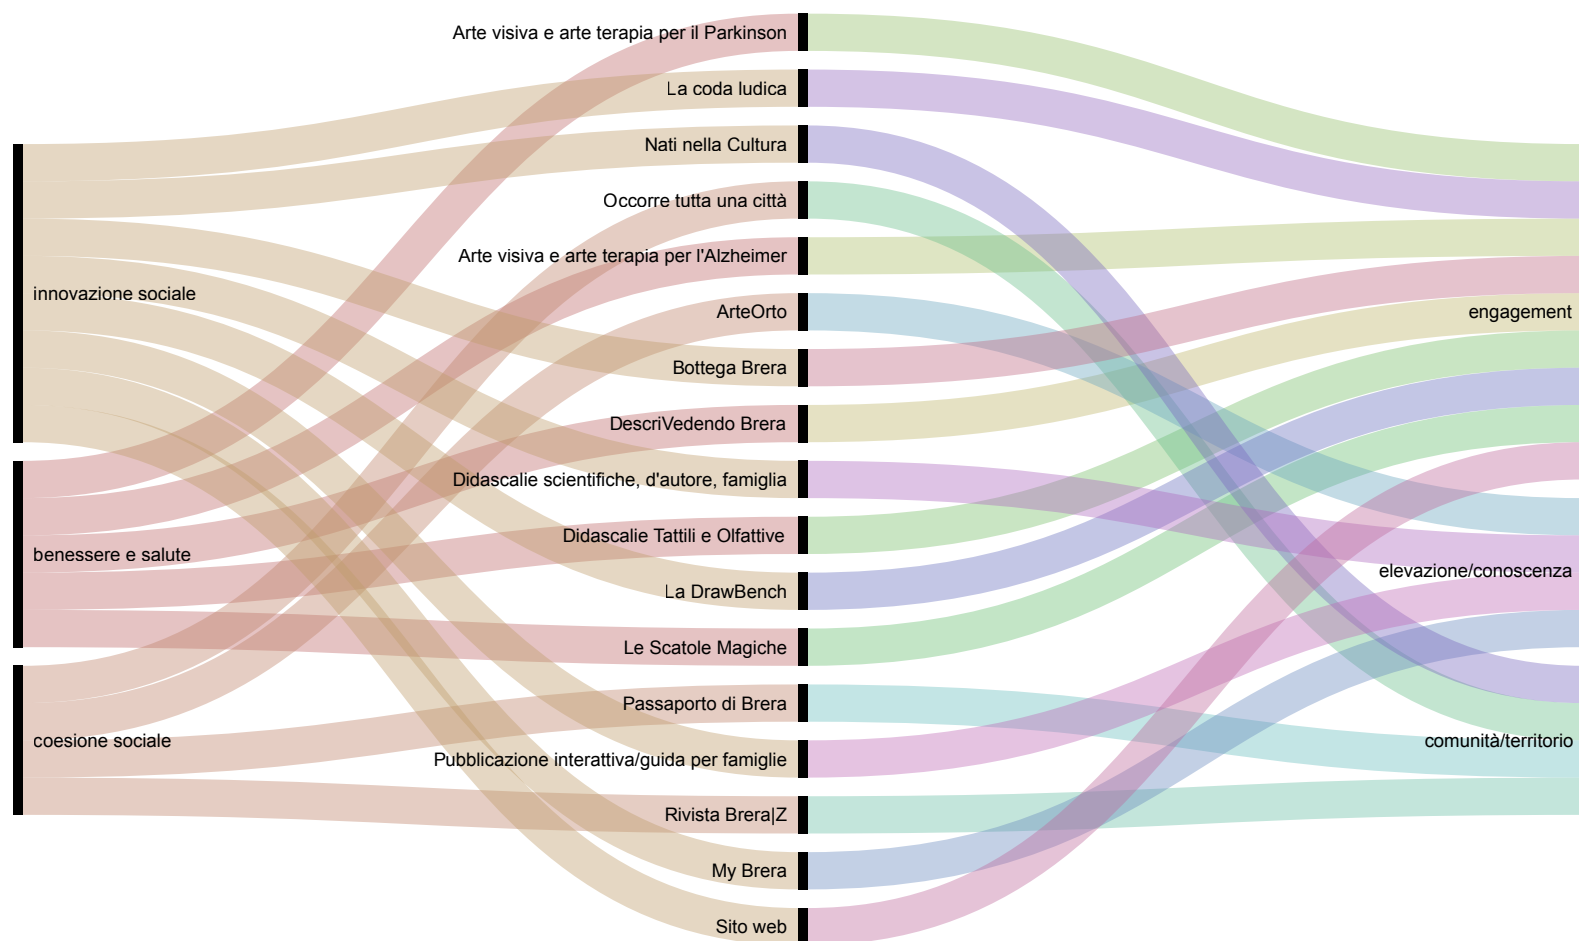 innovazione sociale
benessere e salute
coesione sociale
Arte visiva e arte terapia per il Parkinson
La coda ludica
Nati nella Cultura
Occorre tutta una città
Arte visiva e arte terapia per l'Alzheimer
ArteOrto
Bottega Brera
DescriVedendo Brera
Didascalie scientifiche, d'autore, famiglia
Didascalie Tattili e Olfattive
La DrawBench
Le Scatole Magiche
Passaporto di Brera
Pubblicazione interattiva/guida per famiglie
Rivista Brera|Z
My Brera
Sito web
engagement
elevazione/conoscenza
comunità/territorio